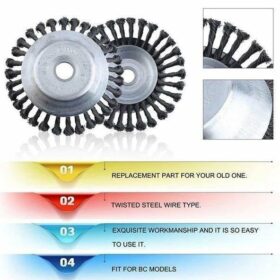 01
REPLACEMENT PART FOR YOUR OLD ONE.
02
TWISTED STEEL WIRE TYPE.
03
EXQUISITE WORKMANSHIP AND IT IS SO EASY
TO USE IT.
04
FIT FOR BC MODELS